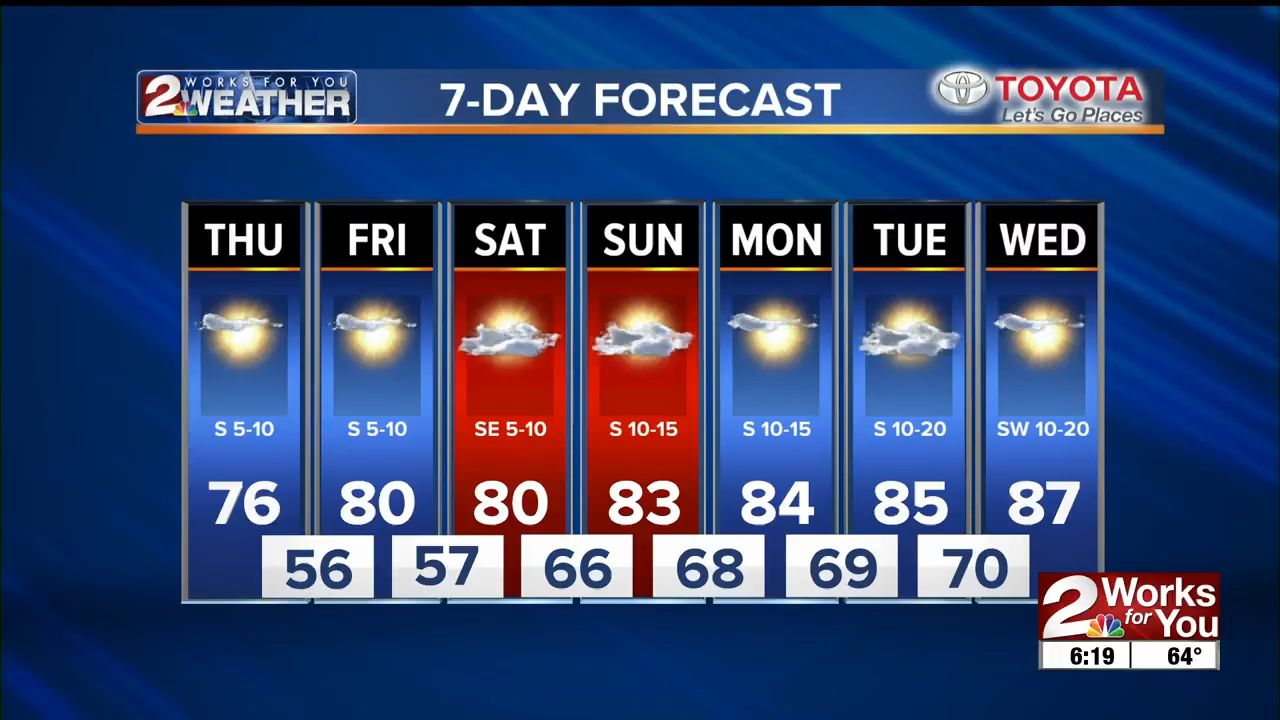 2 WORKS FOR YOU
WEATHER
7-DAY FORECAST
TOYOTA
Let's Go Places
THU FRI SAT SUN MON TUE WED
S 5-10 S 5-10 SE 5-10 S 10-15 S 10-15 S 10-20 SW 10-20
76 80 80 83 84 85 87
56 57 66 68 69 70
2 Works
for You
6:19 64°